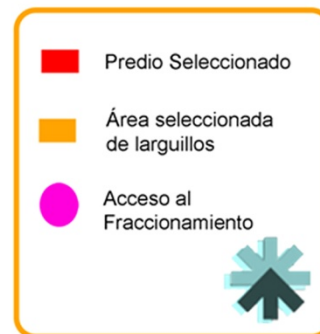 Predio Seleccionado
Área seleccionada
de larguillos
Acceso al
Fraccionamiento